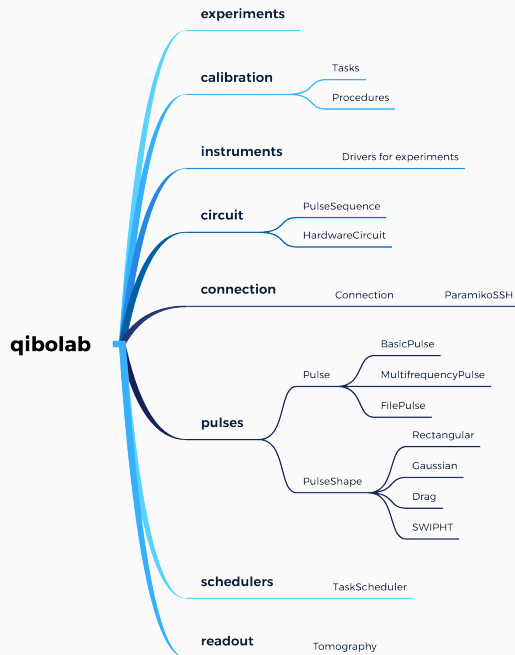 experiments
calibration
Tasks
Procedures
instruments
Drivers for experiments
circuit
PulseSequence
HardwareCircuit
connection
Connection
ParamikoSSH
qibolab
pulses
Pulse
BasicPulse
MultifrequencyPulse
FilePulse
PulseShape
Rectangular
Gaussian
Drag
SWIPHT
schedulers
TaskScheduler
readout
Tomography